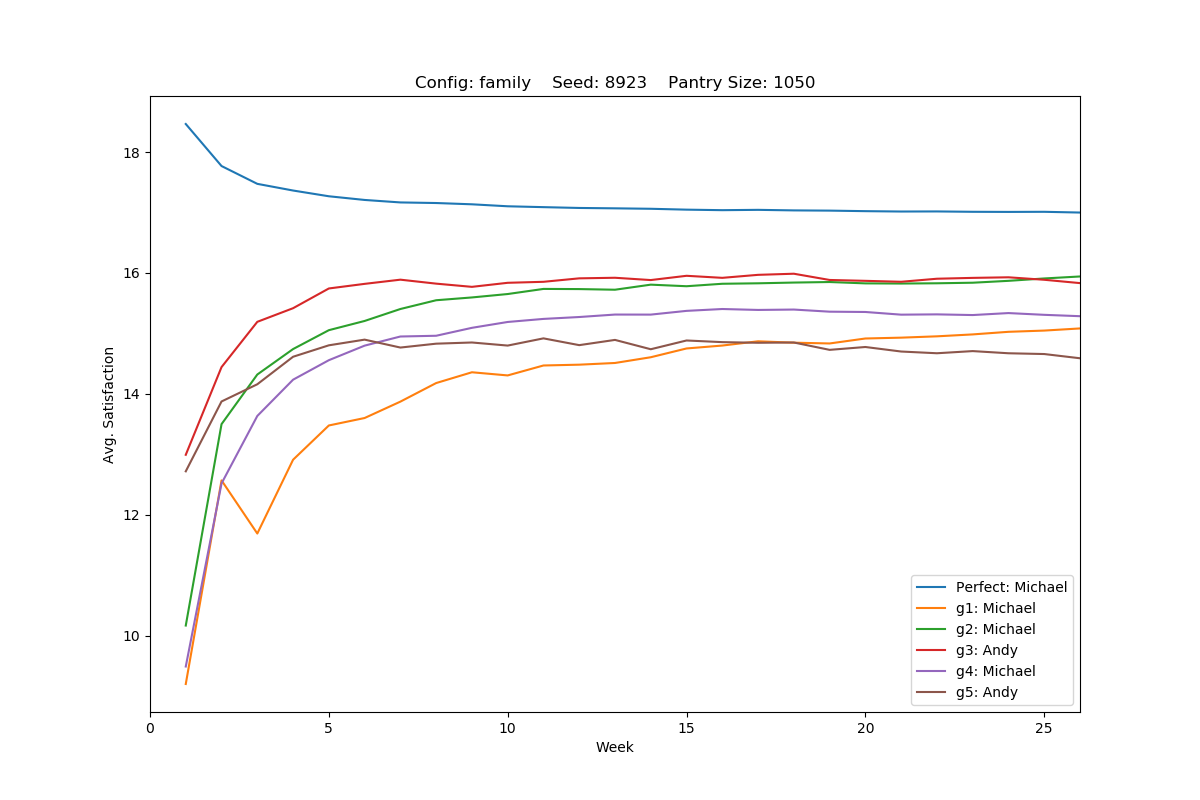 Config: family    Seed: 8923    Pantry Size: 1050
18
16
14
12
10
Avg. Satisfaction
0
5
10
15
20
25
Week
Perfect: Michael
g1: Michael
g2: Michael
g3: Andy
g4: Michael
g5: Andy